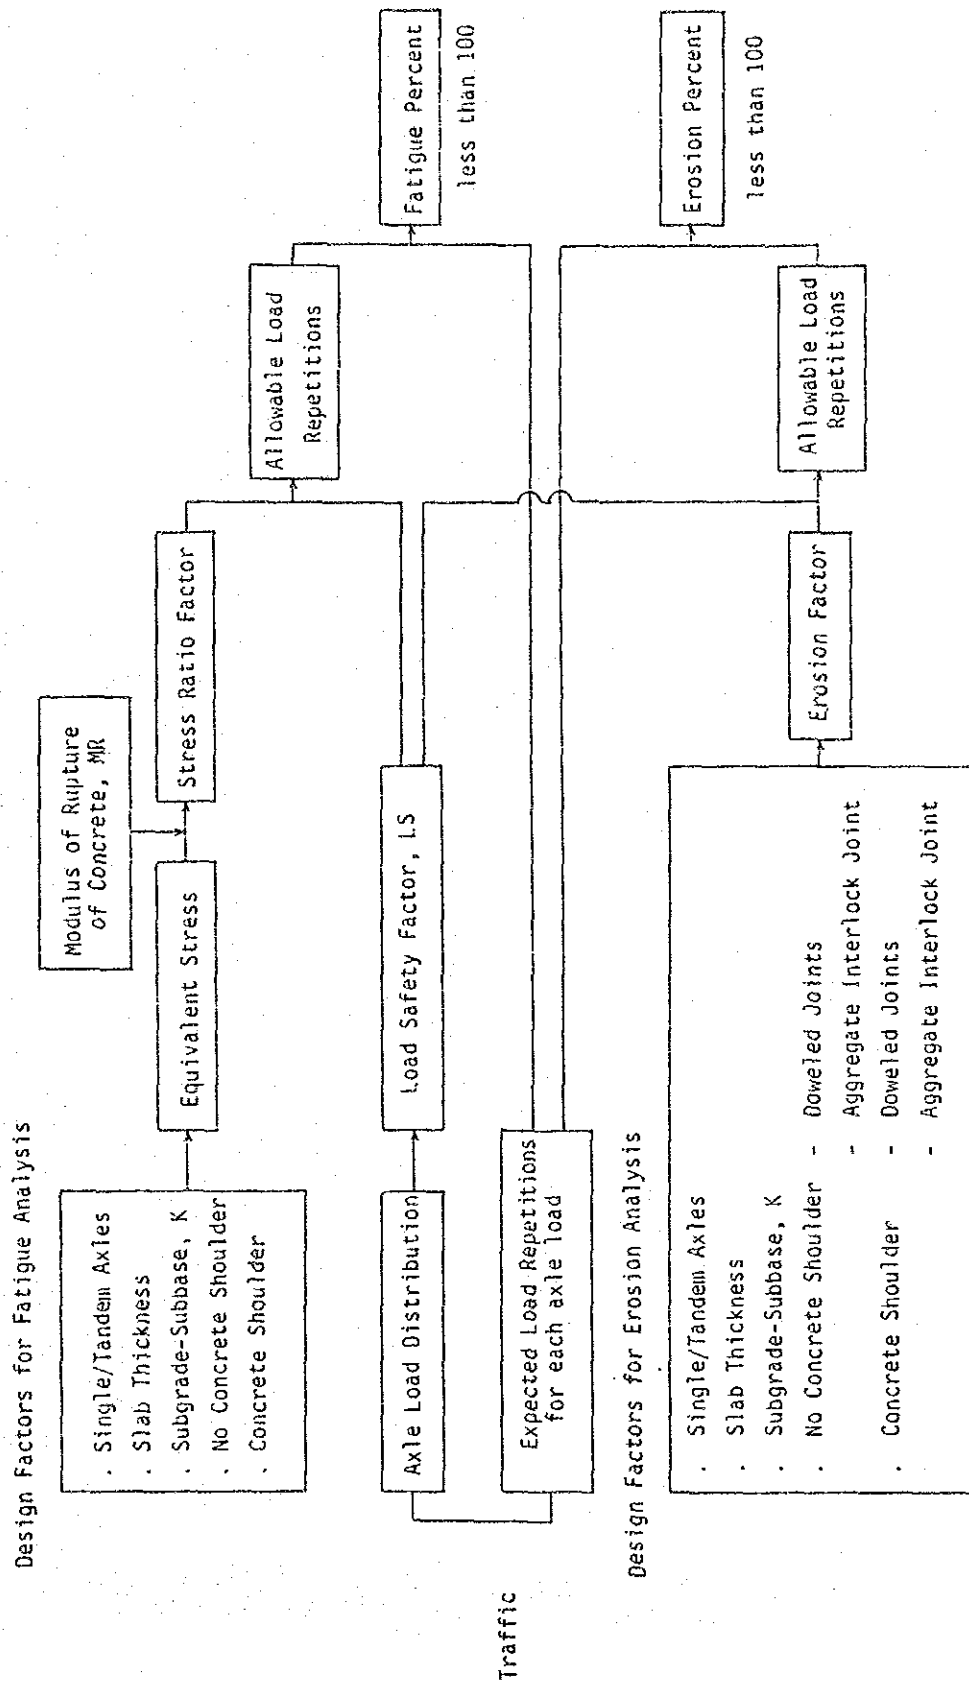 Design Factors for Fatigue Analysis
. Single/Tandem Axles
. Slab Thickness
. Subgrade-Subbase, K
. No Concrete Shoulder
. Concrete Shoulder
Equivalent Stress
Modulus of Rupture
of Concrete, MR
Stress Ratio Factor
Allowable Load
Repetitions
Fatigue Percent
less than 100
Traffic
Axle Load Distribution
Load Safety Factor, LS
Expected Load Repetitions
for each axle load
Design Factors for Erosion Analysis
. Single/Tandem Axles
. Slab Thickness
. Subgrade-Subbase, K
. No Concrete Shoulder - Doweled Joints
- Aggregate Interlock Joint
. Concrete Shoulder - Doweled Joints
- Aggregate Interlock Joint
Erosion Factor
Allowable Load
Repetitions
Erosion Percent
less than 100